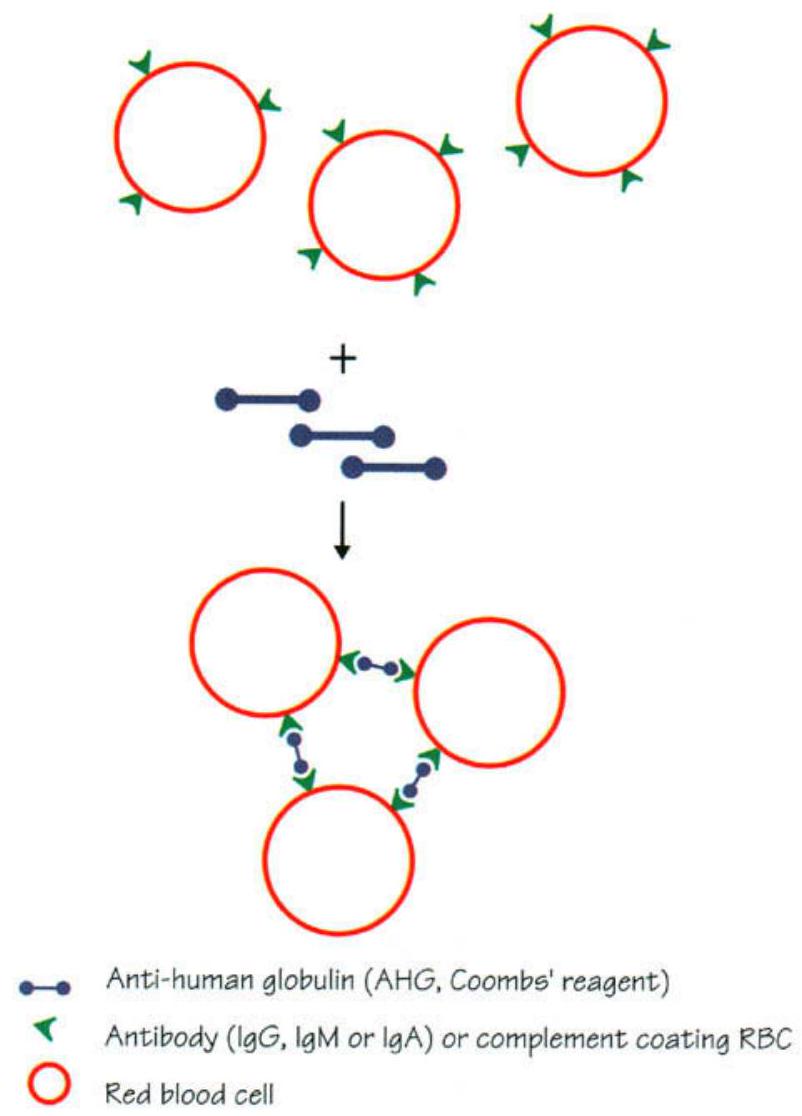 +
Anti-human globulin (AHG, Coombs' reagent)
Antibody (IgG, IgM or IgA) or complement coating RBC
Red blood cell